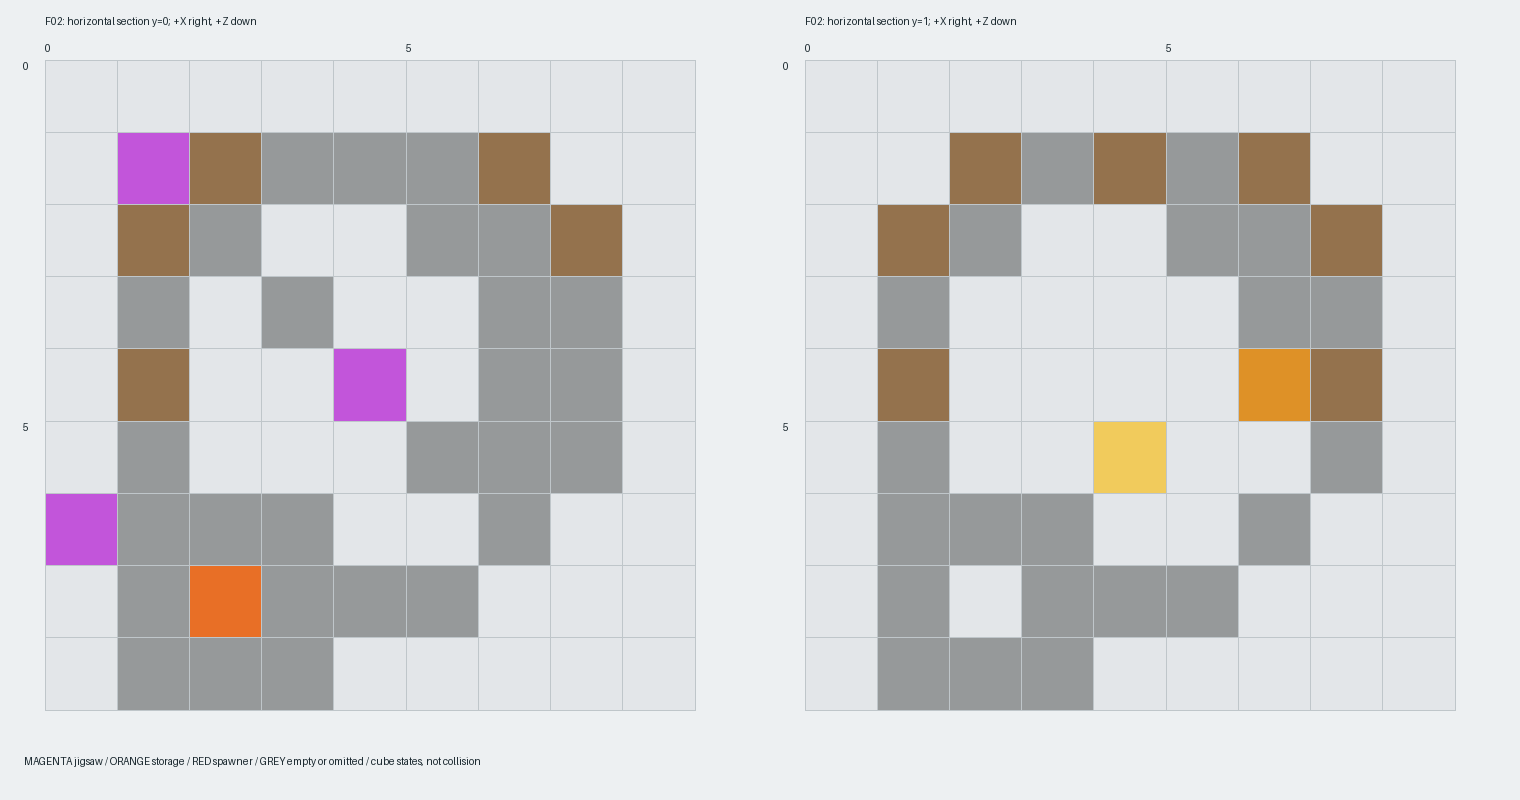 F02: horizontal section y=0; +X right, +Z down
F02: horizontal section y=1; +X right, +Z down
0 5
0 5
0
0
5
5
MAGENTA jigsaw / ORANGE storage / RED spawner / GREY empty or omitted / cube states, not collision